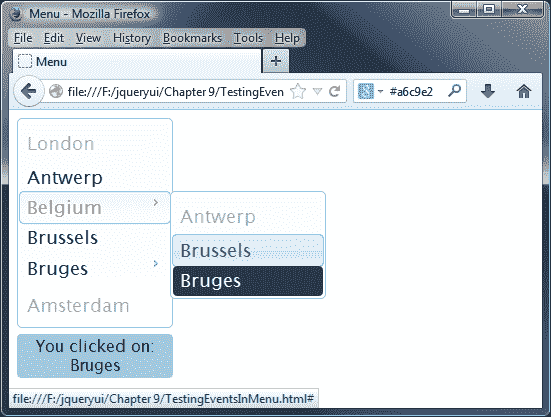 Menu - Mozilla Firefox
File Edit View History Bookmarks Tools Help
Menu
file:///F:/jqueryui/Chapter 9/TestingEven
#a6c9e2
London
Antwerp
Belgium
Brussels
Bruges
Amsterdam
Antwerp
Brussels
Bruges
You clicked on:
Bruges
file:///F:/jqueryui/Chapter 9/TestingEventsInMenu.html#